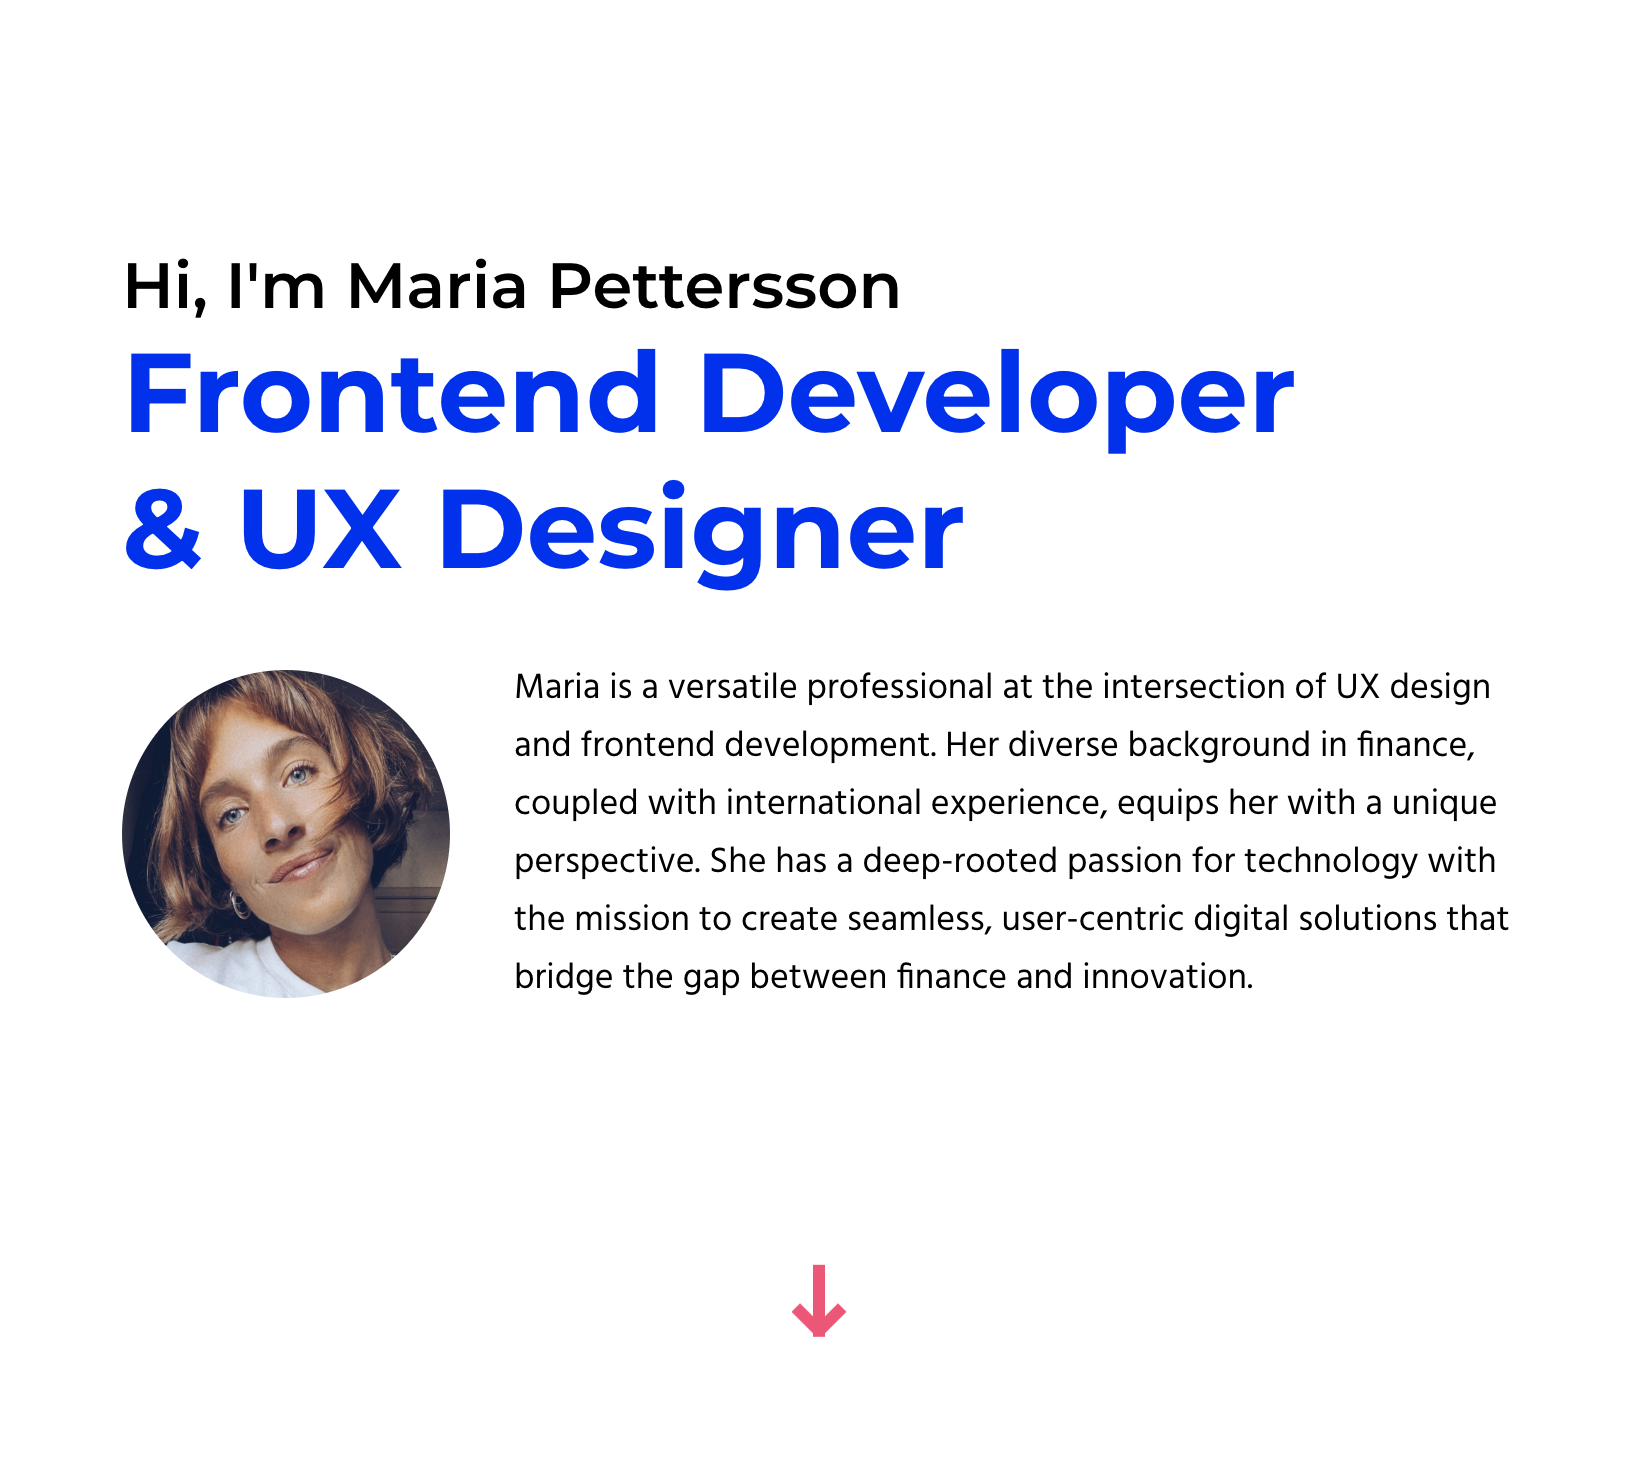 Hi, I'm Maria Pettersson
Frontend Developer
& UX Designer
Maria is a versatile professional at the intersection of UX design
and frontend development. Her diverse background in finance,
coupled with international experience, equips her with a unique
perspective. She has a deep-rooted passion for technology with
the mission to create seamless, user-centric digital solutions that
bridge the gap between finance and innovation.